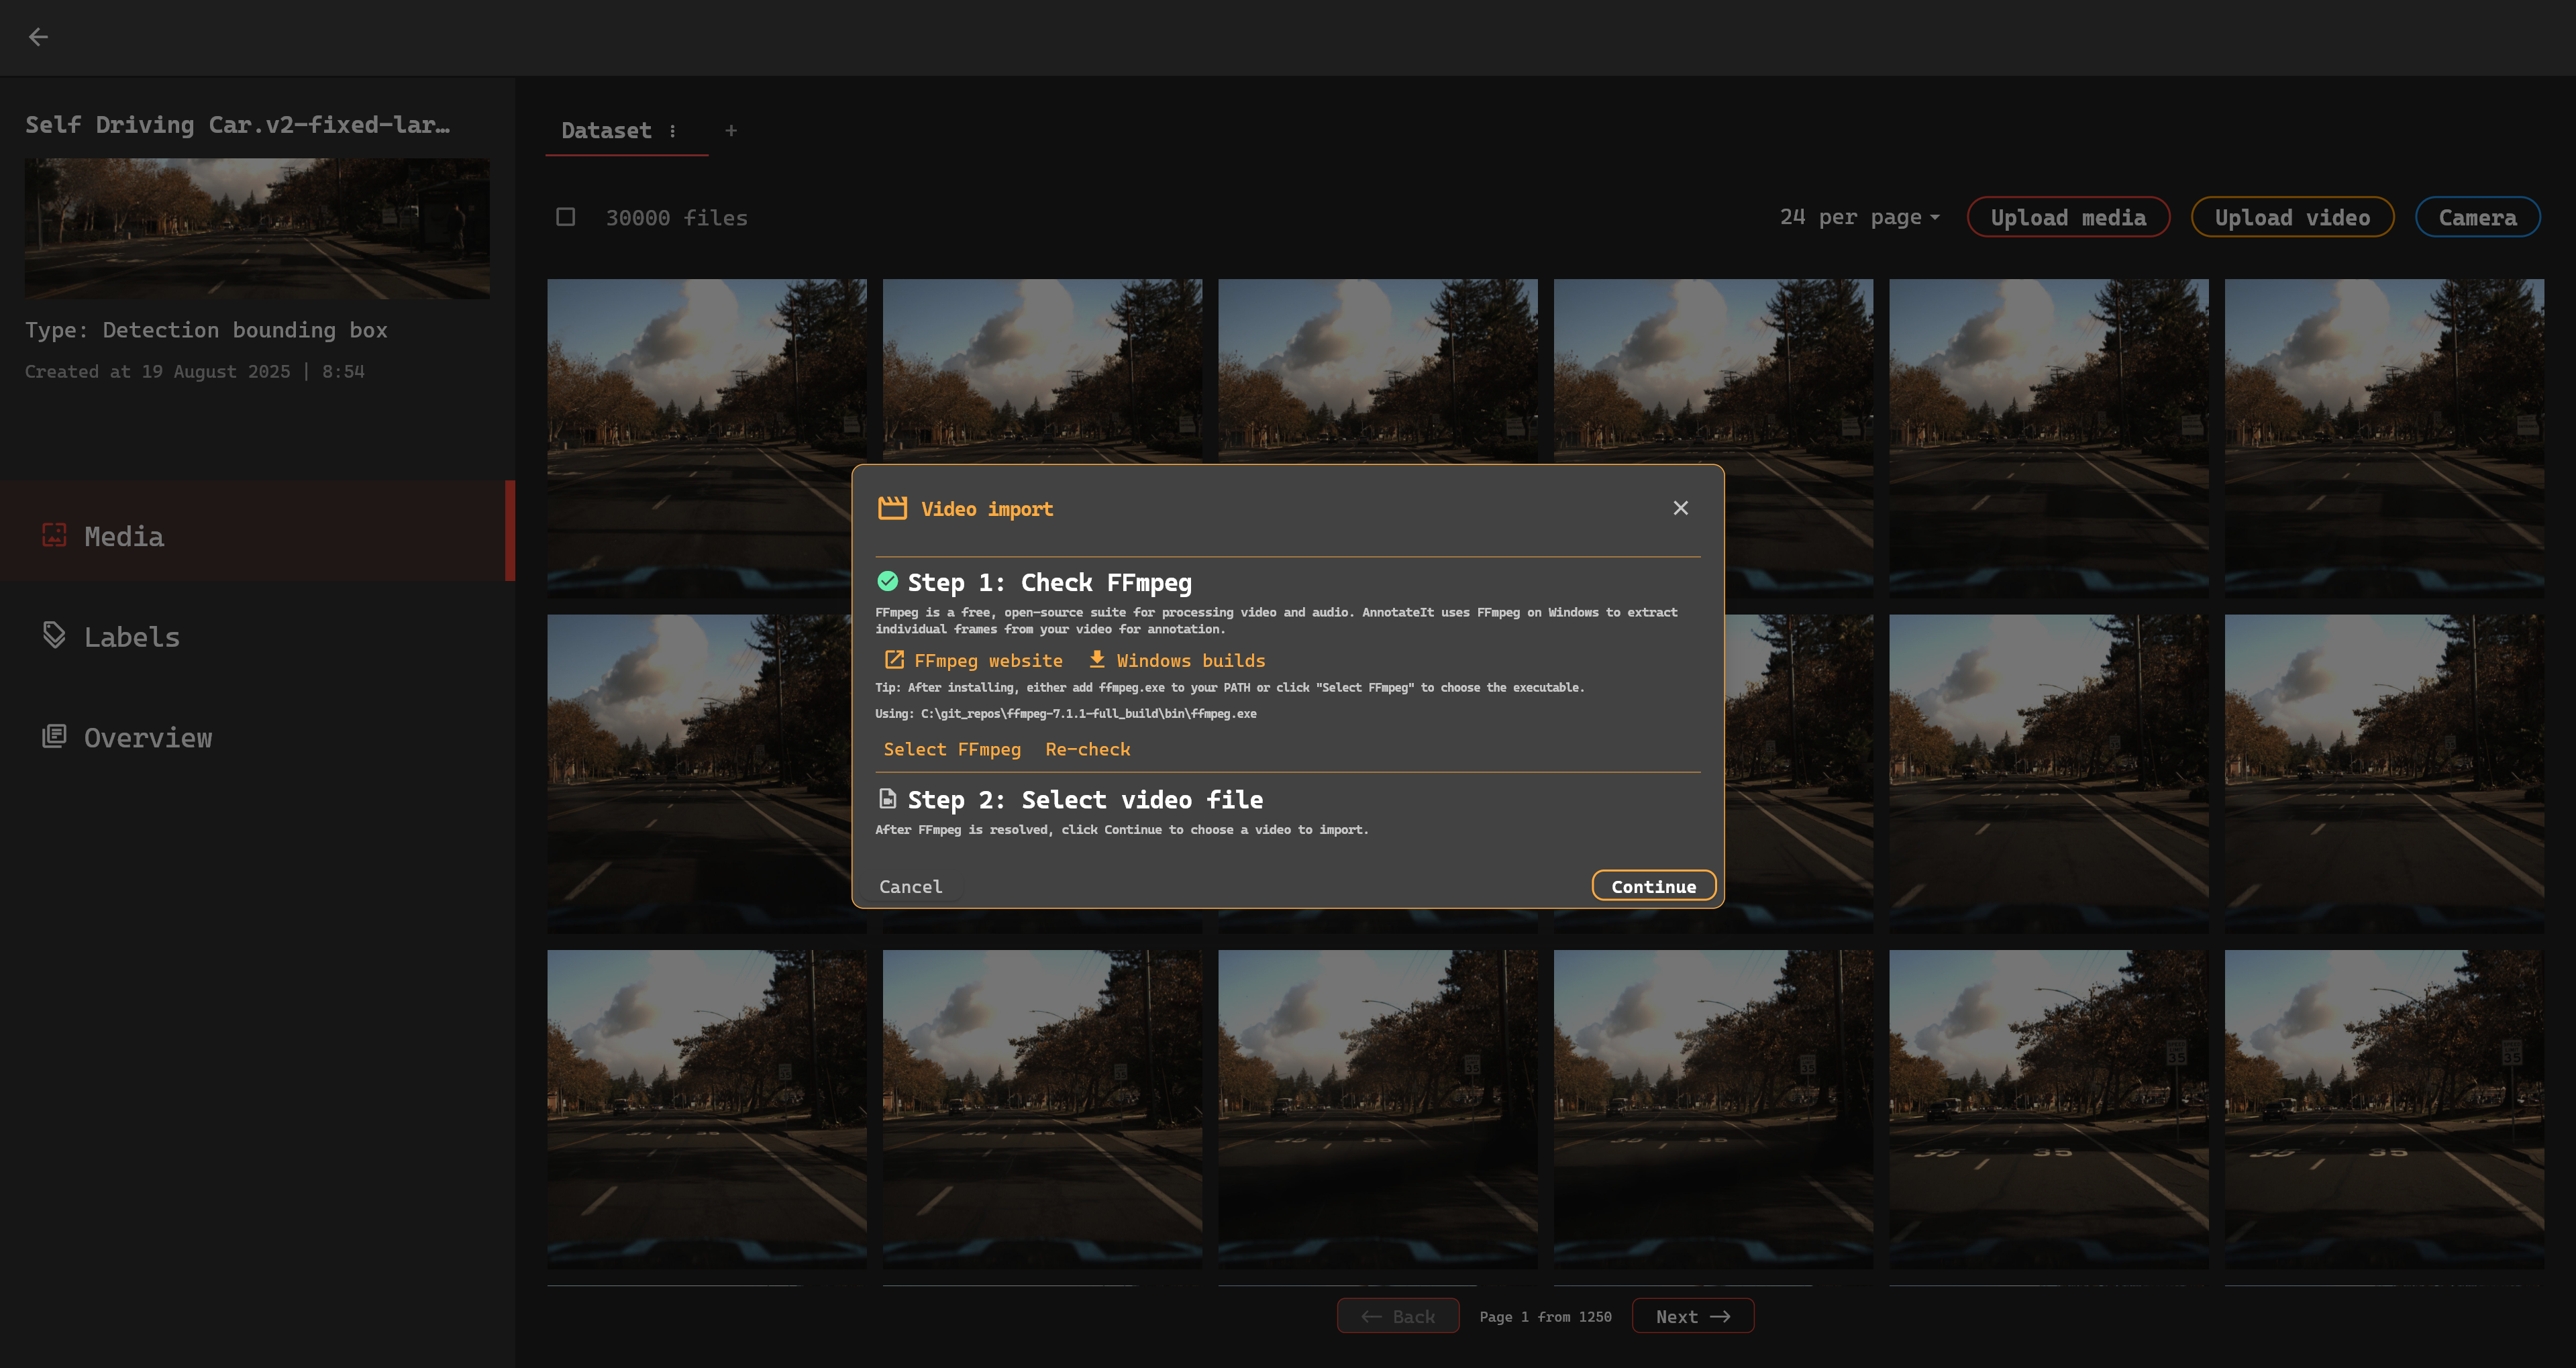 Self Driving Car.v2-fixed-lar…
Type: Detection bounding box
Created at 19 August 2025 | 8:54
Media
Labels
Overview
Dataset
+
30000 files
24 per page
Upload media
Upload video
Camera
Video import
Step 1: Check FFmpeg
FFmpeg is a free, open-source suite for processing video and audio. AnnotateIt uses FFmpeg on Windows to extract
individual frames from your video for annotation.
FFmpeg website
Windows builds
Tip: After installing, either add ffmpeg.exe to your PATH or click "Select FFmpeg" to choose the executable.
Using: C:\git_repos\ffmpeg-7.1.1-full_build\bin\ffmpeg.exe
Select FFmpeg
Re-check
Step 2: Select video file
After FFmpeg is resolved, click Continue to choose a video to import.
Cancel
Continue
35
35
35
35
← Back
Page 1 from 1250
Next →